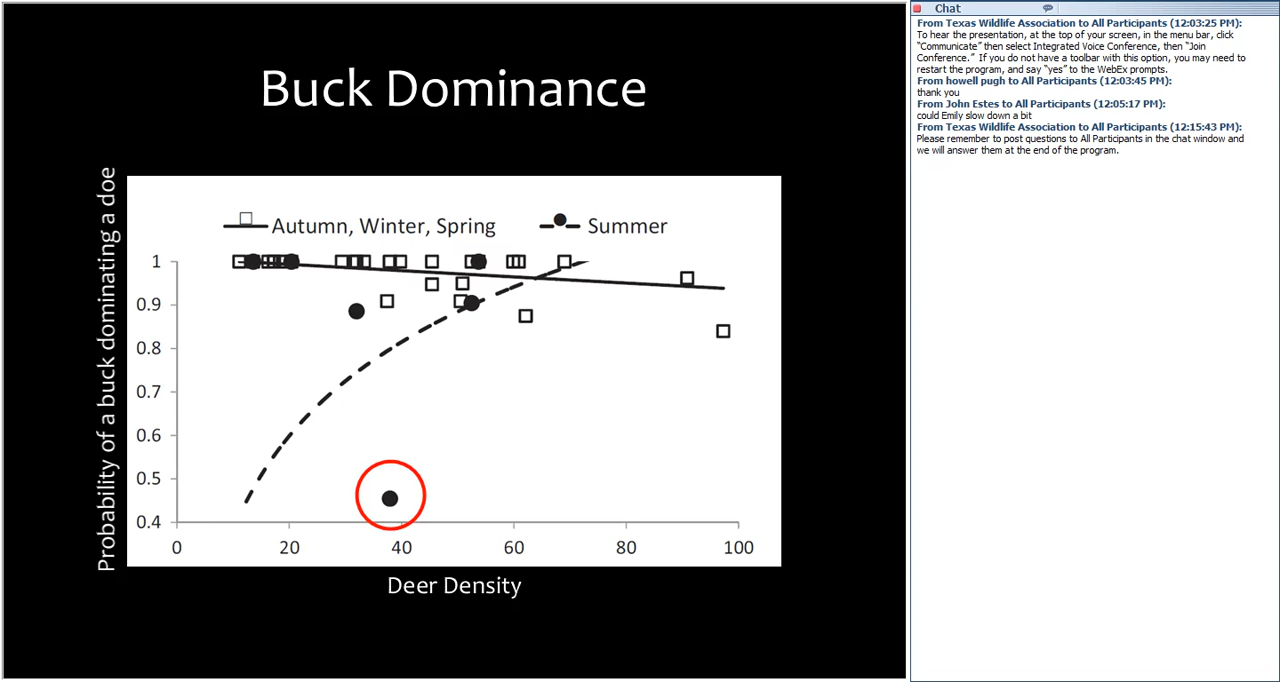 Buck Dominance
Probability of a buck dominating a doe
Autumn, Winter, Spring
Summer
1
0.9
0.8
0.7
0.6
0.5
0.4
0
20
40
60
80
100
Deer Density
Chat
From Texas Wildlife Association to All Participants (12:03:25 PM):
To hear the presentation, at the top of your screen, in the menu bar, click
"Communicate" then select Integrated Voice Conference, then "Join
Conference." If you do not have a toolbar with this option, you may need to
restart the program, and say "yes" to the WebEx prompts.
From howell pugh to All Participants (12:03:45 PM):
thank you
From John Estes to All Participants (12:05:17 PM):
could Emily slow down a bit
From Texas Wildlife Association to All Participants (12:15:43 PM):
Please remember to post questions to All Participants in the chat window and
we will answer them at the end of the program.